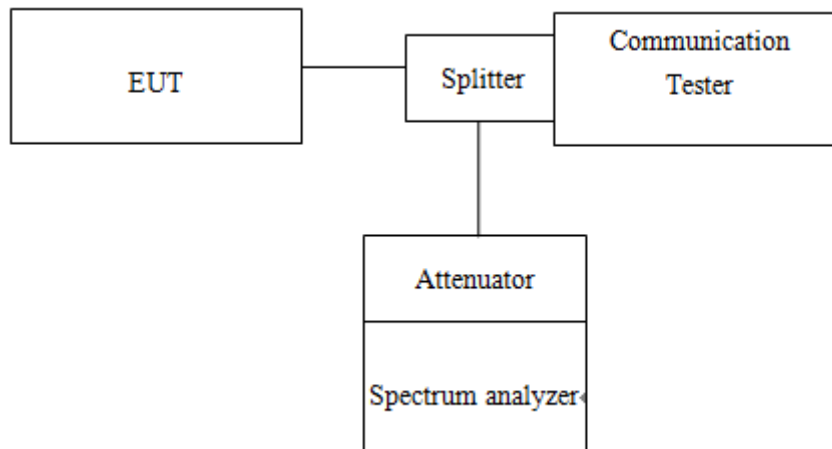 EUT
Splitter
Communication
Tester
Attenuator
Spectrum analyzer